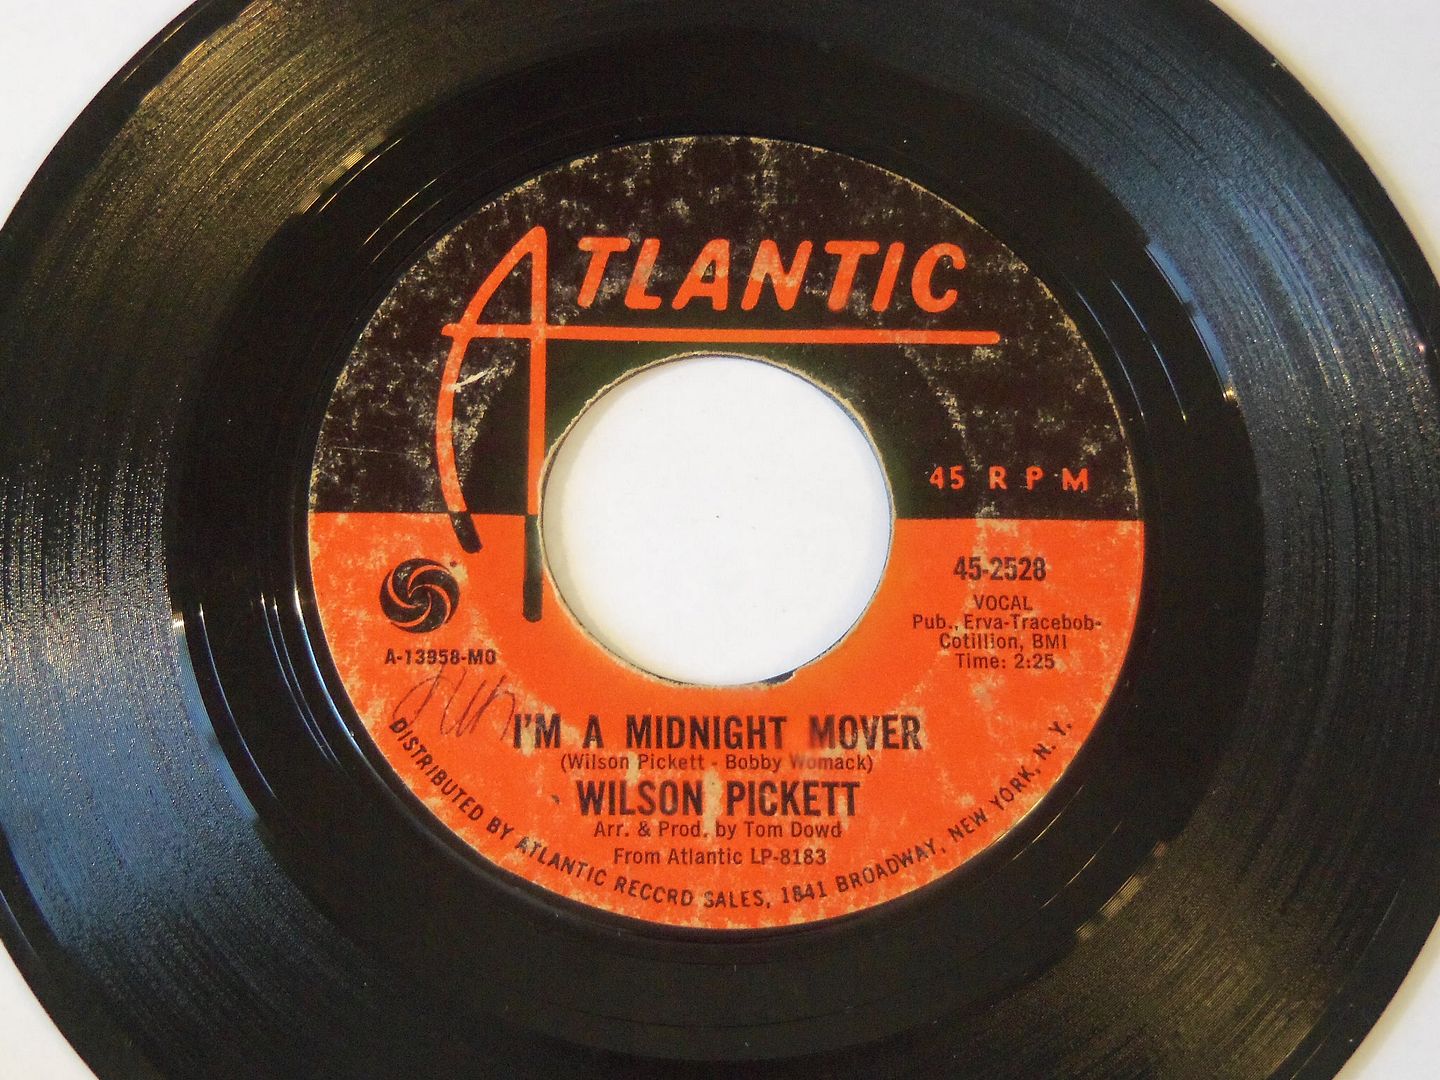 ATLANTIC
45 RPM
45-2528
VOCAL
Pub., Erva-Tracebob-
Cotillion, BMI
Time: 2:25
A-13958-MO
I'M A MIDNIGHT MOVER
(Wilson Pickett - Bobby Womack)
WILSON PICKETT
Arr. & Prod. by Tom Dowd
From Atlantic LP-8183
DISTRIBUTED BY ATLANTIC RECORD SALES, 1841 BROADWAY, NEW YORK, N. Y.